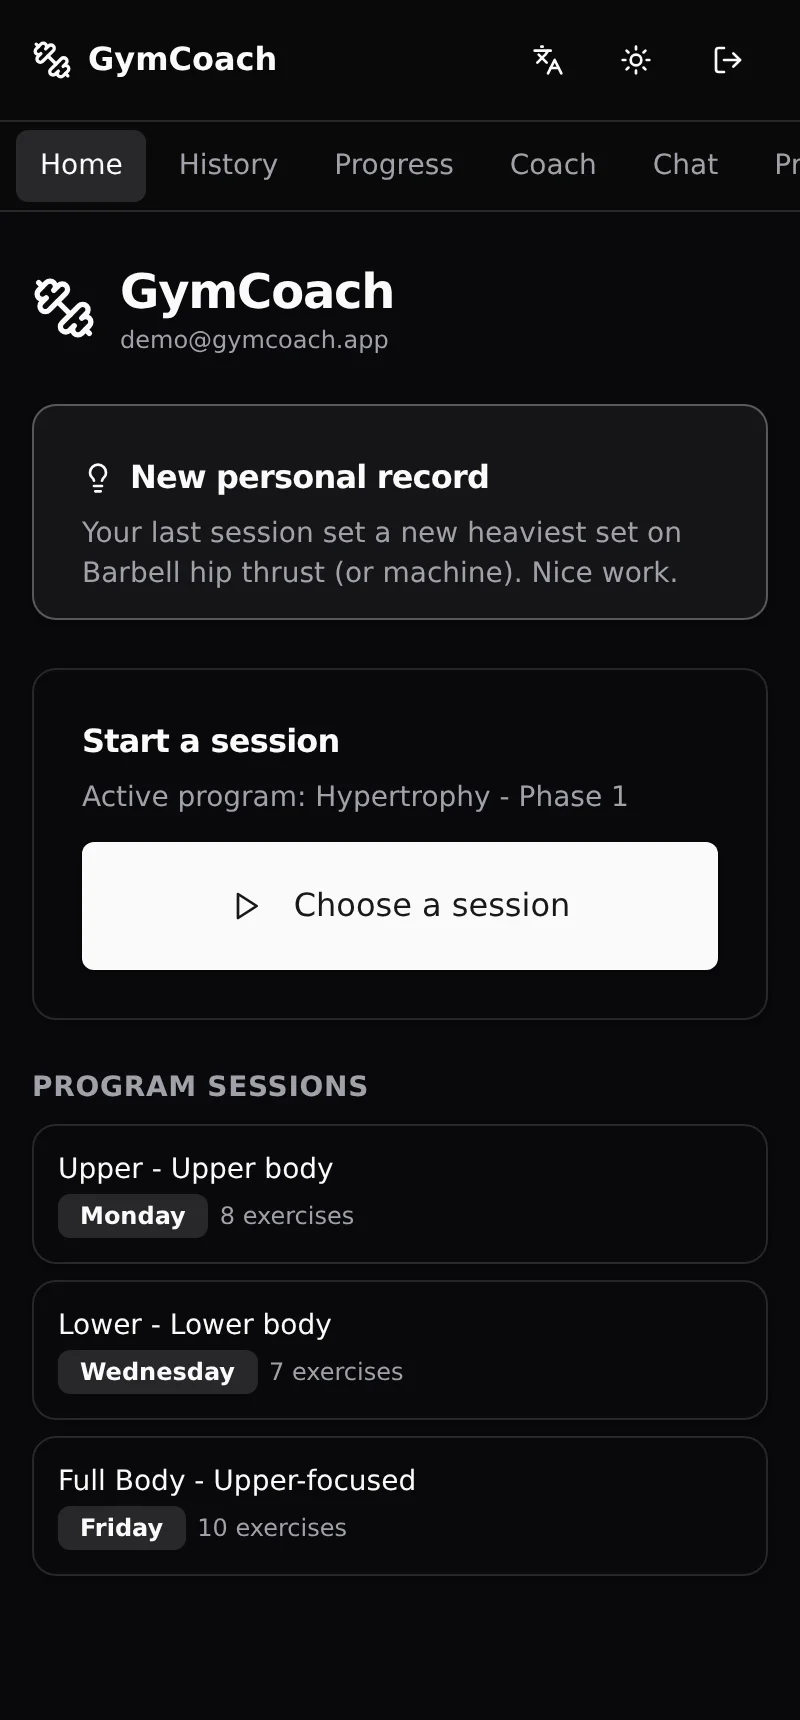 GymCoach
Home History Progress Coach Chat Pr
GymCoach
demo@gymcoach.app
New personal record
Your last session set a new heaviest set on
Barbell hip thrust (or machine). Nice work.
Start a session
Active program: Hypertrophy - Phase 1
Choose a session
PROGRAM SESSIONS
Upper - Upper body
Monday 8 exercises
Lower - Lower body
Wednesday 7 exercises
Full Body - Upper-focused
Friday 10 exercises